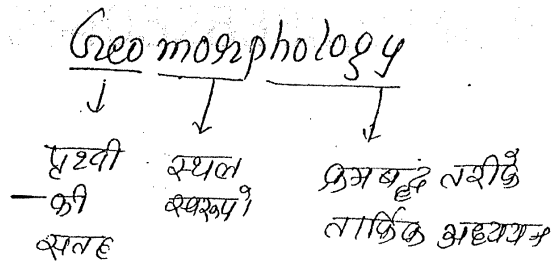 Geomorphology
पृथ्वी स्थल क्रमबद्ध तरीके
की स्वरूपों तार्किक अध्ययन
सतह